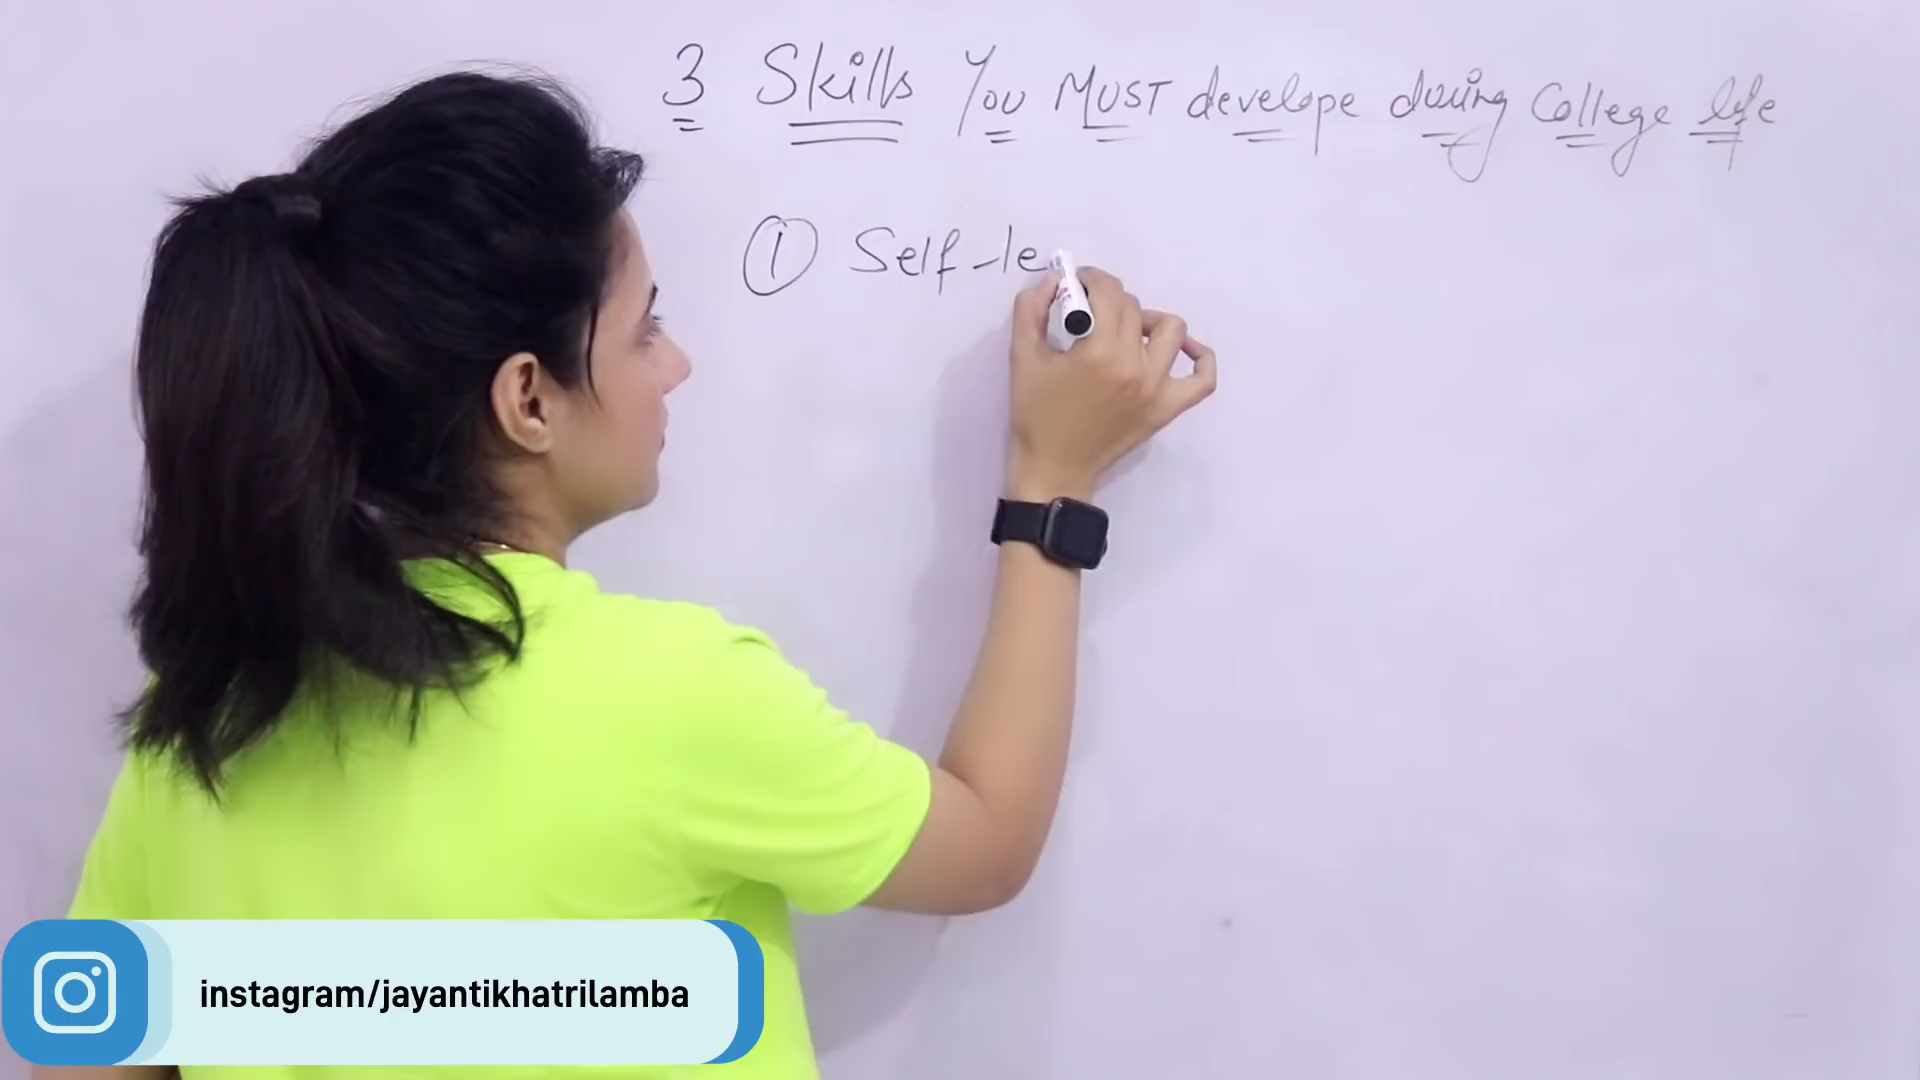 3 Skills You MUST develope during College life
① Self-le
instagram/jayantikhatrilamba